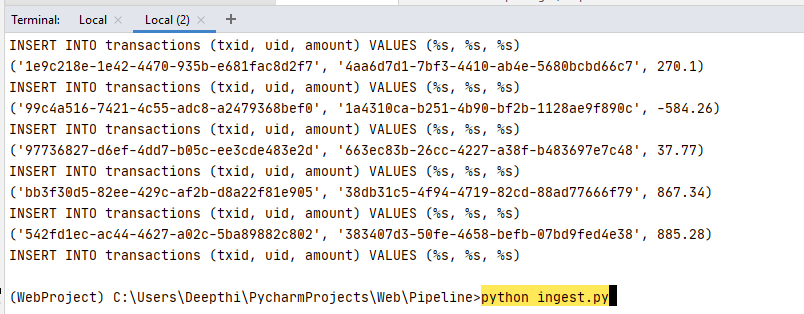 Terminal: Local × Local (2) × + ∨
INSERT INTO transactions (txid, uid, amount) VALUES (%s, %s, %s)
('1e9c218e-1e42-4470-935b-e681fac8d2f7', '4aa6d7d1-7bf3-4410-ab4e-5680bcbd66c7', 270.1)
INSERT INTO transactions (txid, uid, amount) VALUES (%s, %s, %s)
('99c4a516-7421-4c55-adc8-a2479368bef0', '1a4310ca-b251-4b90-bf2b-1128ae9f890c', -584.26)
INSERT INTO transactions (txid, uid, amount) VALUES (%s, %s, %s)
('97736827-d6ef-4dd7-b05c-ee3cde483e2d', '663ec83b-26cc-4227-a38f-b483697e7c48', 37.77)
INSERT INTO transactions (txid, uid, amount) VALUES (%s, %s, %s)
('bb3f30d5-82ee-429c-af2b-d8a22f81e905', '38db31c5-4f94-4719-82cd-88ad77666f79', 867.34)
INSERT INTO transactions (txid, uid, amount) VALUES (%s, %s, %s)
('542fd1ec-ac44-4627-a02c-5ba89882c802', '383407d3-50fe-4658-befb-07bd9fed4e38', 885.28)
INSERT INTO transactions (txid, uid, amount) VALUES (%s, %s, %s)
(WebProject) C:\Users\Deepthi\PycharmProjects\Web\Pipeline>python ingest.py